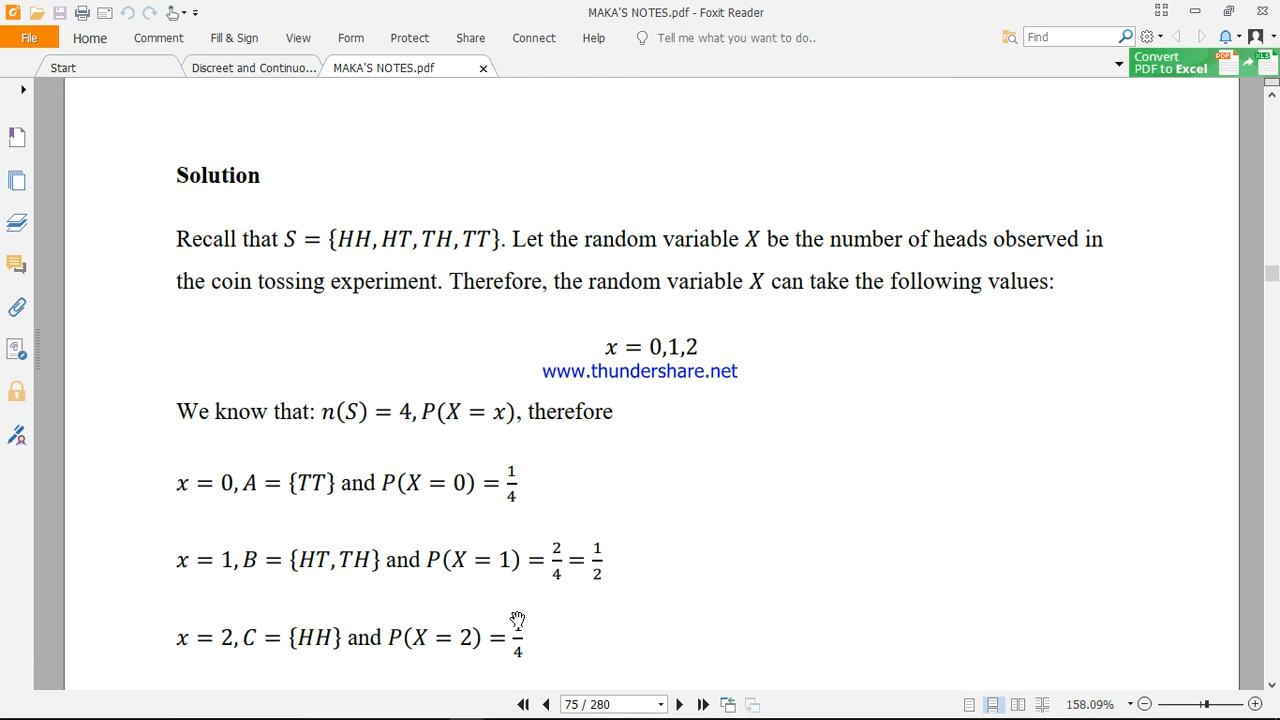 MAKA'S NOTES.pdf - Foxit Reader
File Home Comment Fill & Sign View Form Protect Share Connect Help Tell me what you want to do.. Find
Start Discreet and Continuo... MAKA'S NOTES.pdf
Convert
PDF to Excel
Solution
Recall that S = {HH, HT, TH, TT}. Let the random variable X be the number of heads observed in
the coin tossing experiment. Therefore, the random variable X can take the following values:
x = 0,1,2
www.thundershare.net
We know that: n(S) = 4, P(X = x), therefore
x = 0, A = {TT} and P(X = 0) = 1/4
x = 1, B = {HT, TH} and P(X = 1) = 2/4 = 1/2
x = 2, C = {HH} and P(X = 2) = 1/4
75 / 280 158.09%